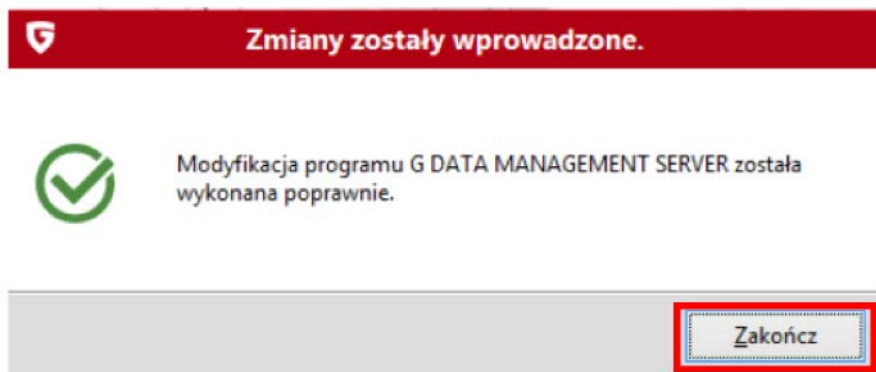 Zmiany zostały wprowadzone.
Modyfikacja programu G DATA MANAGEMENT SERVER została
wykonana poprawnie.
Zakończ